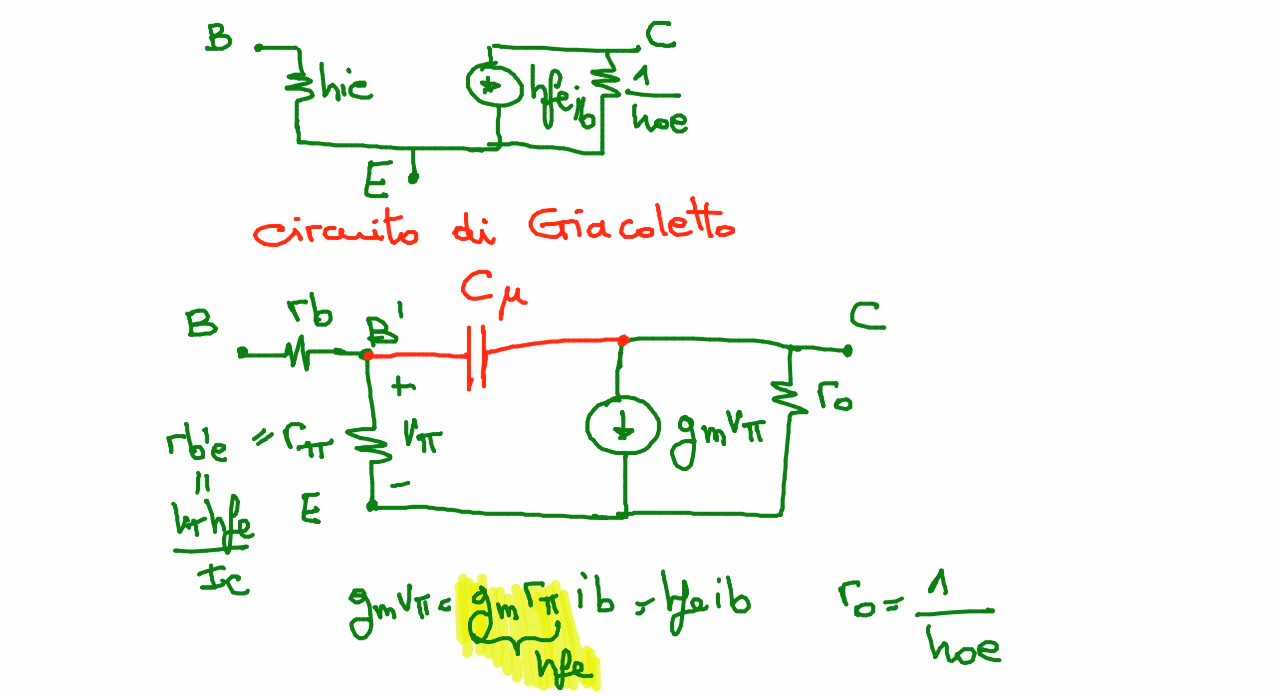 B C
hie hfe ib 1/hoe
E
Circuito di Giacoletto
Cμ
B rb B' C
+
rb'e = rπ vπ gm vπ ro
-
E
= VT hfe / IC
gm vπ = gm rπ ib = hfe ib ro = 1/hoe
hfe